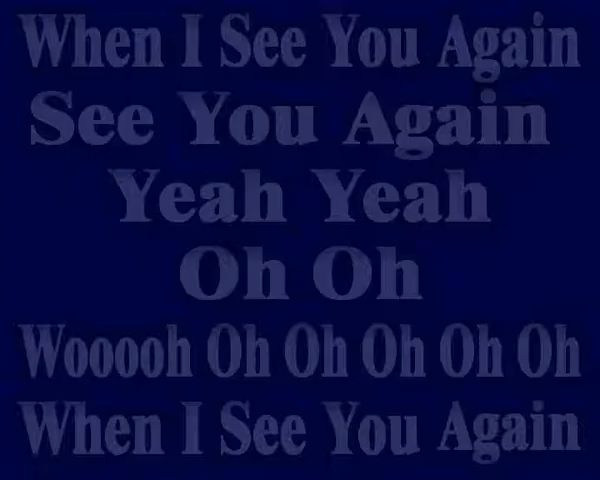 When I See You Again
See You Again
Yeah Yeah
Oh Oh
Wooooh Oh Oh Oh Oh Oh
When I See You Again